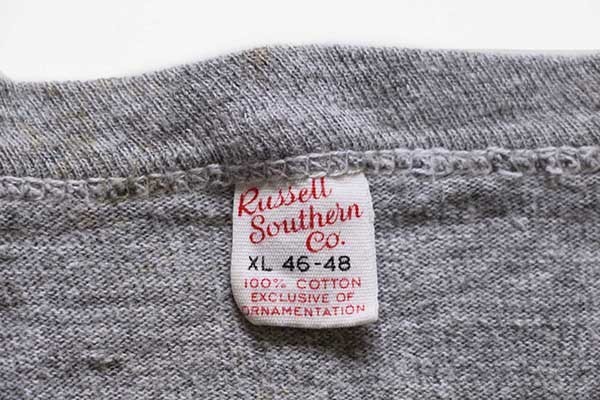 Russell
Southern
Co.
XL 46-48
100% COTTON
EXCLUSIVE OF
ORNAMENTATION